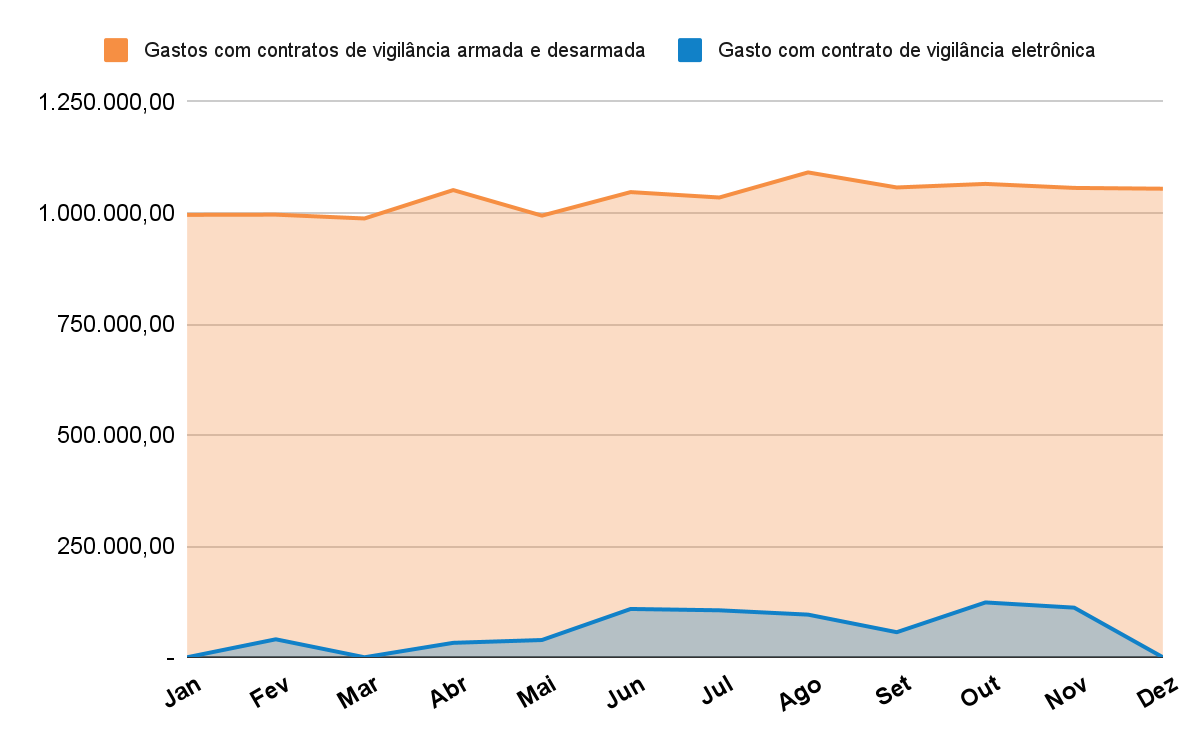 Gastos com contratos de vigilância armada e desarmada
Gasto com contrato de vigilância eletrônica
1.250.000,00
1.000.000,00
750.000,00
500.000,00
250.000,00
-
Jan Fev Mar Abr Mai Jun Jul Ago Set Out Nov Dez